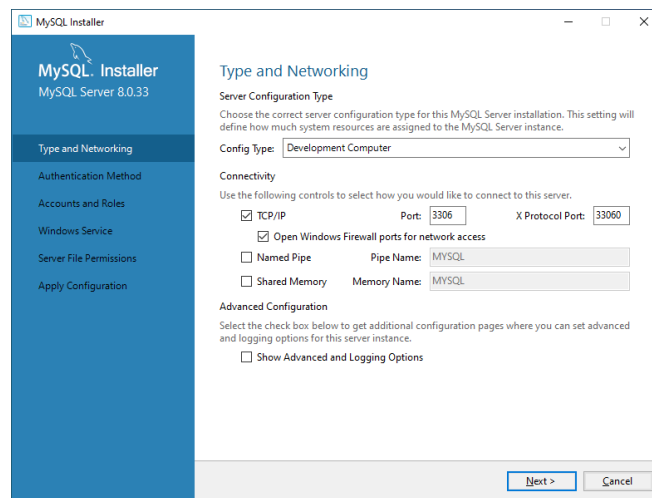 MySQL Installer
MySQL. Installer
MySQL Server 8.0.33
Type and Networking
Authentication Method
Accounts and Roles
Windows Service
Server File Permissions
Apply Configuration
Type and Networking
Server Configuration Type
Choose the correct server configuration type for this MySQL Server installation. This setting will
define how much system resources are assigned to the MySQL Server instance.
Config Type: Development Computer
Connectivity
Use the following controls to select how you would like to connect to this server.
TCP/IP Port: 3306 X Protocol Port: 33060
Open Windows Firewall ports for network access
Named Pipe Pipe Name: MYSQL
Shared Memory Memory Name: MYSQL
Advanced Configuration
Select the check box below to get additional configuration pages where you can set advanced
and logging options for this server instance.
Show Advanced and Logging Options
Next > Cancel